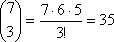 (7 3) = 7·6·5 / 3! = 35